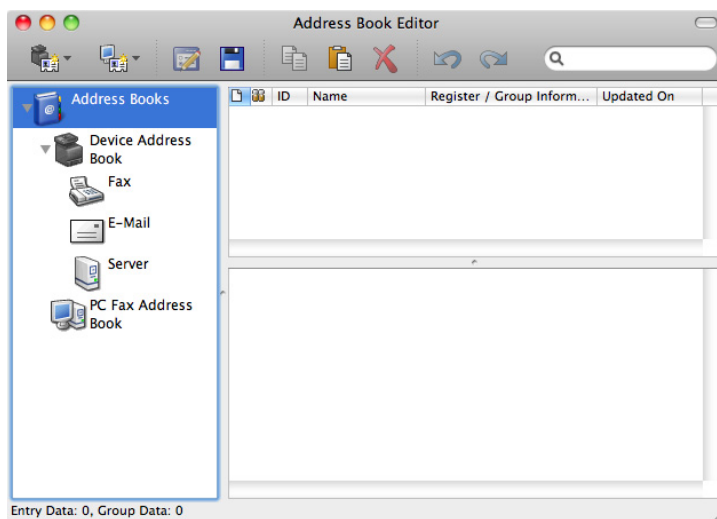 Address Book Editor
Address Books
Device Address
Book
Fax
E-Mail
Server
PC Fax Address
Book
ID Name Register / Group Inform... Updated On
Entry Data: 0, Group Data: 0